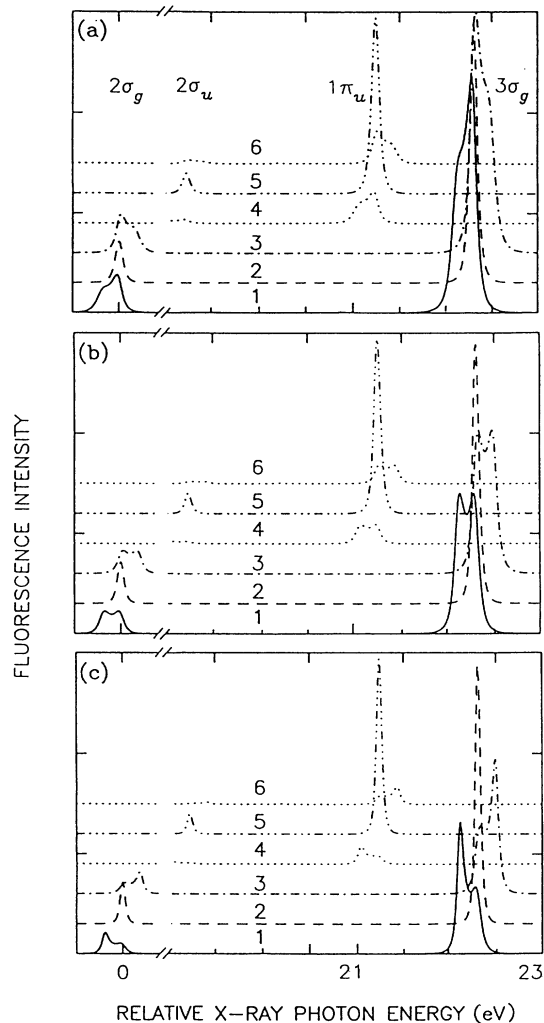 (a)
2σg 2σu 1πu 3σg
6
5
4
3
2
1
(b)
6
5
4
3
2
1
(c)
6
5
4
3
2
1
0 21 23
FLUORESCENCE INTENSITY
RELATIVE X-RAY PHOTON ENERGY (eV)